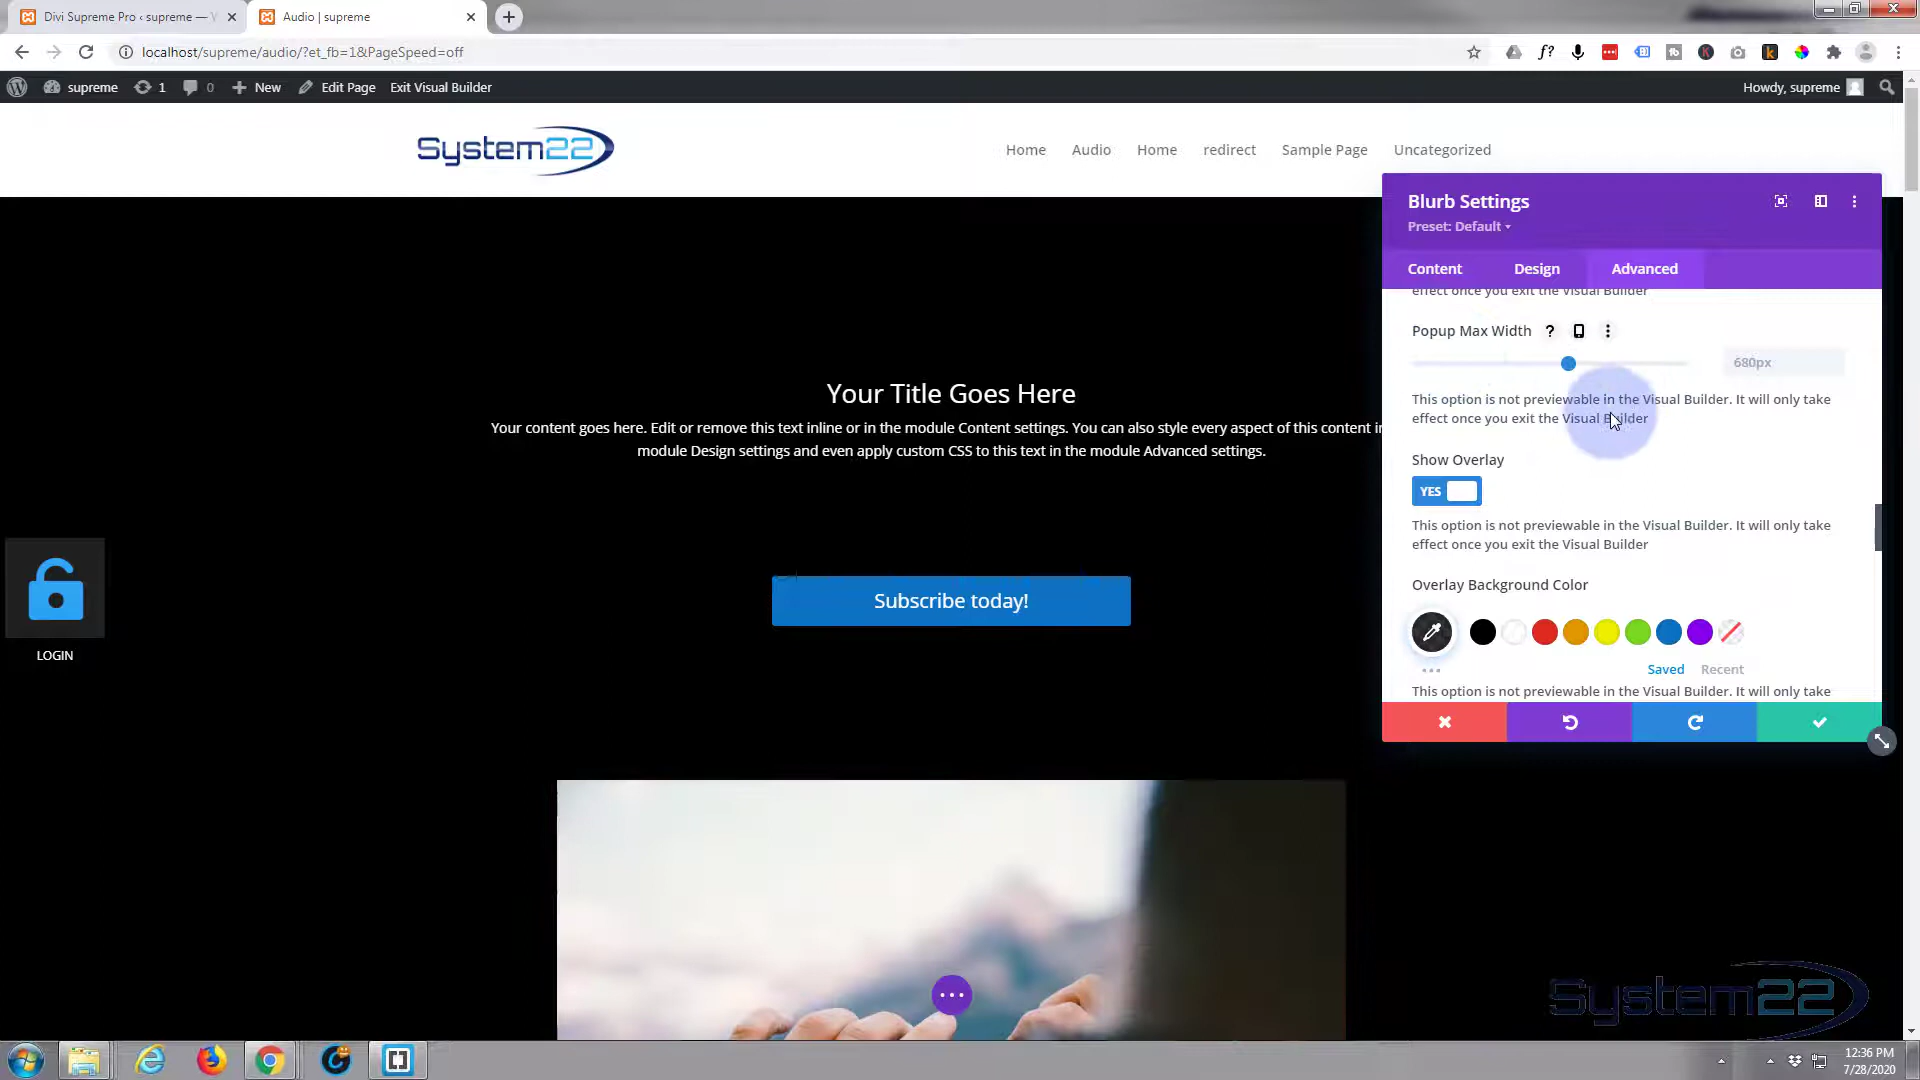 Divi Supreme Pro ‹ supreme —
Audio | supreme
localhost/supreme/audio/?et_fb=1&PageSpeed=off
f?
supreme
1
0
New
Edit Page
Exit Visual Builder
Howdy, supreme
System22
Home
Audio
Home
redirect
Sample Page
Uncategorized
Blurb Settings
Preset: Default
Content
Design
Advanced
effect once you exit the Visual Builder
Popup Max Width
?
680px
This option is not previewable in the Visual Builder. It will only take
effect once you exit the Visual Builder
Show Overlay
YES
This option is not previewable in the Visual Builder. It will only take
effect once you exit the Visual Builder
Overlay Background Color
Saved
Recent
This option is not previewable in the Visual Builder. It will only take
Your Title Goes Here
Your content goes here. Edit or remove this text inline or in the module Content settings. You can also style every aspect of this content in
module Design settings and even apply custom CSS to this text in the module Advanced settings.
Subscribe today!
LOGIN
System22
12:36 PM
7/28/2020